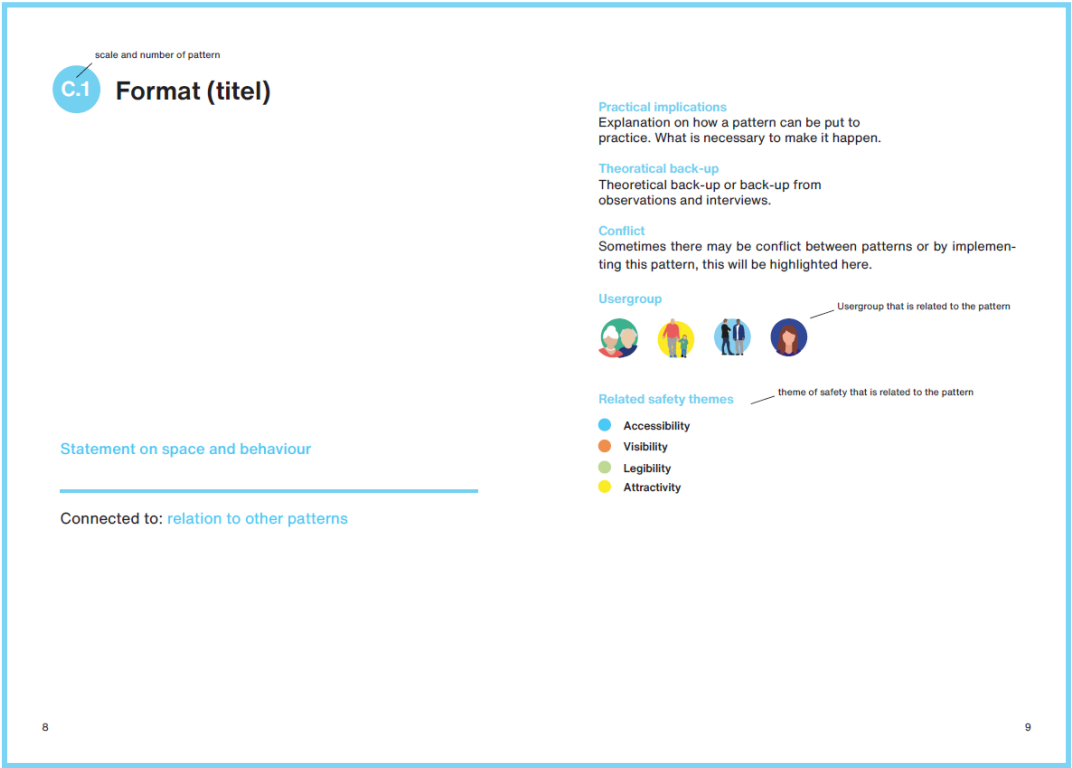 scale and number of pattern
C.1 Format (titel)
Statement on space and behaviour
Connected to: relation to other patterns
8
Practical implications
Explanation on how a pattern can be put to
practice. What is necessary to make it happen.
Theoratical back-up
Theoretical back-up or back-up from
observations and interviews.
Conflict
Sometimes there may be conflict between patterns or by implemen-
ting this pattern, this will be highlighted here.
Usergroup
Usergroup that is related to the pattern
Related safety themes
theme of safety that is related to the pattern
Accessibility
Visibility
Legibility
Attractivity
9